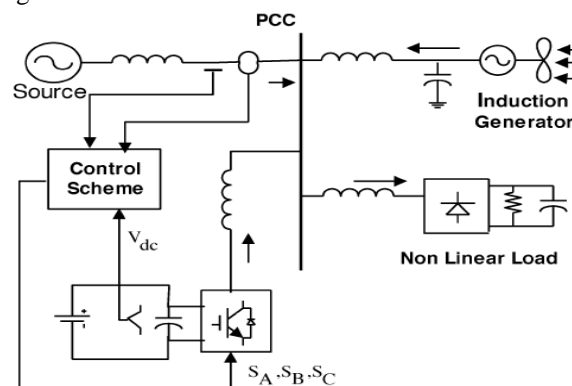 PCC
Source
Induction
Generator
Control
Scheme
V_dc
Non Linear Load
S_A,S_B,S_C